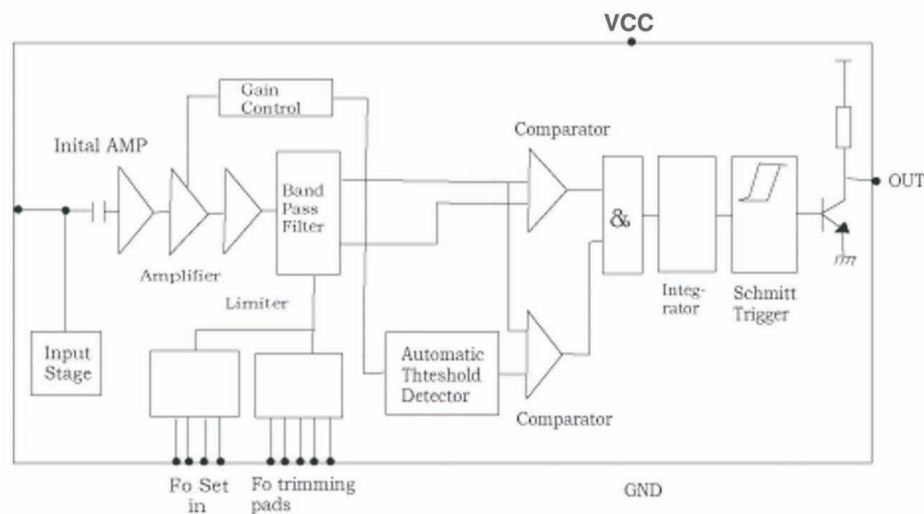 VCC
Gain
Control
Inital AMP
Comparator
Band
Pass
Filter
OUT
&
Amplifier
Limiter
Integ-
rator
Schmitt
Trigger
Input
Stage
Automatic
Thteshold
Detector
Comparator
Fo Set
in
Fo trimming
pads
GND